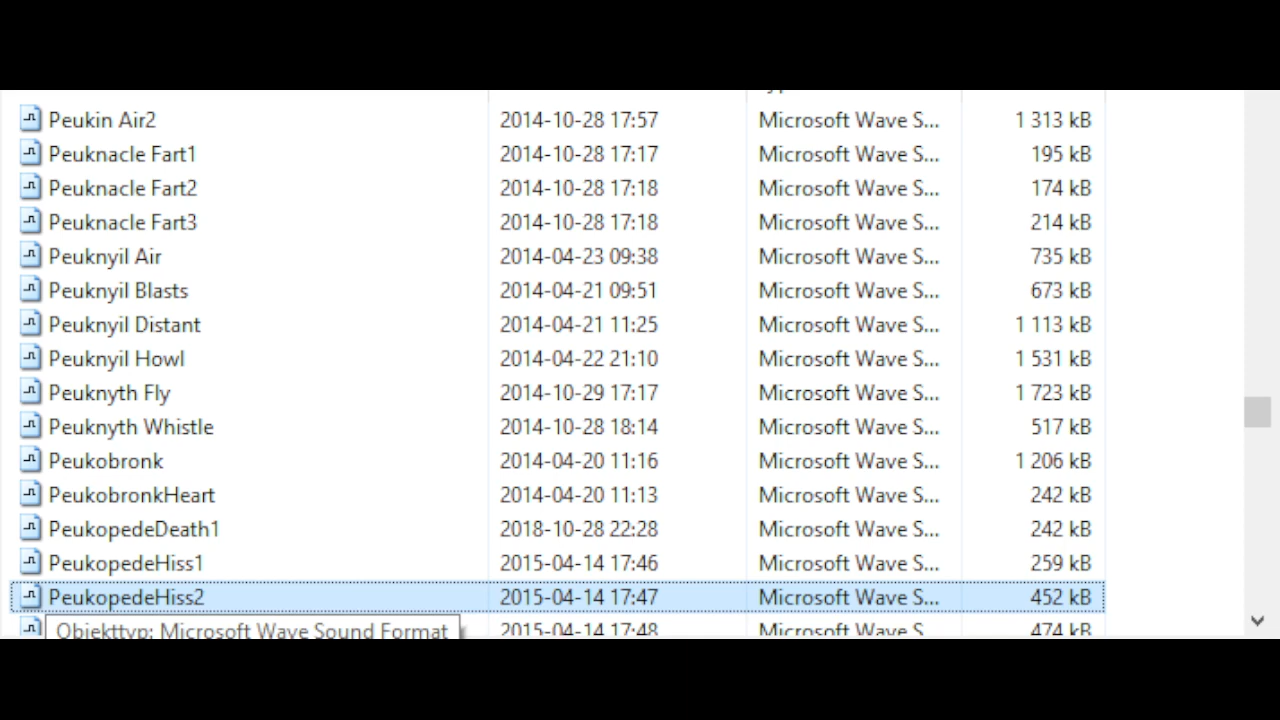 Peukin Air2 2014-10-28 17:57 Microsoft Wave S... 1 313 kB
Peuknacle Fart1 2014-10-28 17:17 Microsoft Wave S... 195 kB
Peuknacle Fart2 2014-10-28 17:18 Microsoft Wave S... 174 kB
Peuknacle Fart3 2014-10-28 17:18 Microsoft Wave S... 214 kB
Peuknyil Air 2014-04-23 09:38 Microsoft Wave S... 735 kB
Peuknyil Blasts 2014-04-21 09:51 Microsoft Wave S... 673 kB
Peuknyil Distant 2014-04-21 11:25 Microsoft Wave S... 1 113 kB
Peuknyil Howl 2014-04-22 21:10 Microsoft Wave S... 1 531 kB
Peuknyth Fly 2014-10-29 17:17 Microsoft Wave S... 1 723 kB
Peuknyth Whistle 2014-10-28 18:14 Microsoft Wave S... 517 kB
Peukobronk 2014-04-20 11:16 Microsoft Wave S... 1 206 kB
PeukobronkHeart 2014-04-20 11:13 Microsoft Wave S... 242 kB
PeukopedeDeath1 2018-10-28 22:28 Microsoft Wave S... 242 kB
PeukopedeHiss1 2015-04-14 17:46 Microsoft Wave S... 259 kB
PeukopedeHiss2 2015-04-14 17:47 Microsoft Wave S... 452 kB
Objekttyp: Microsoft Wave Sound Format 2015-04-14 17:48 Microsoft Wave S... 474 kB